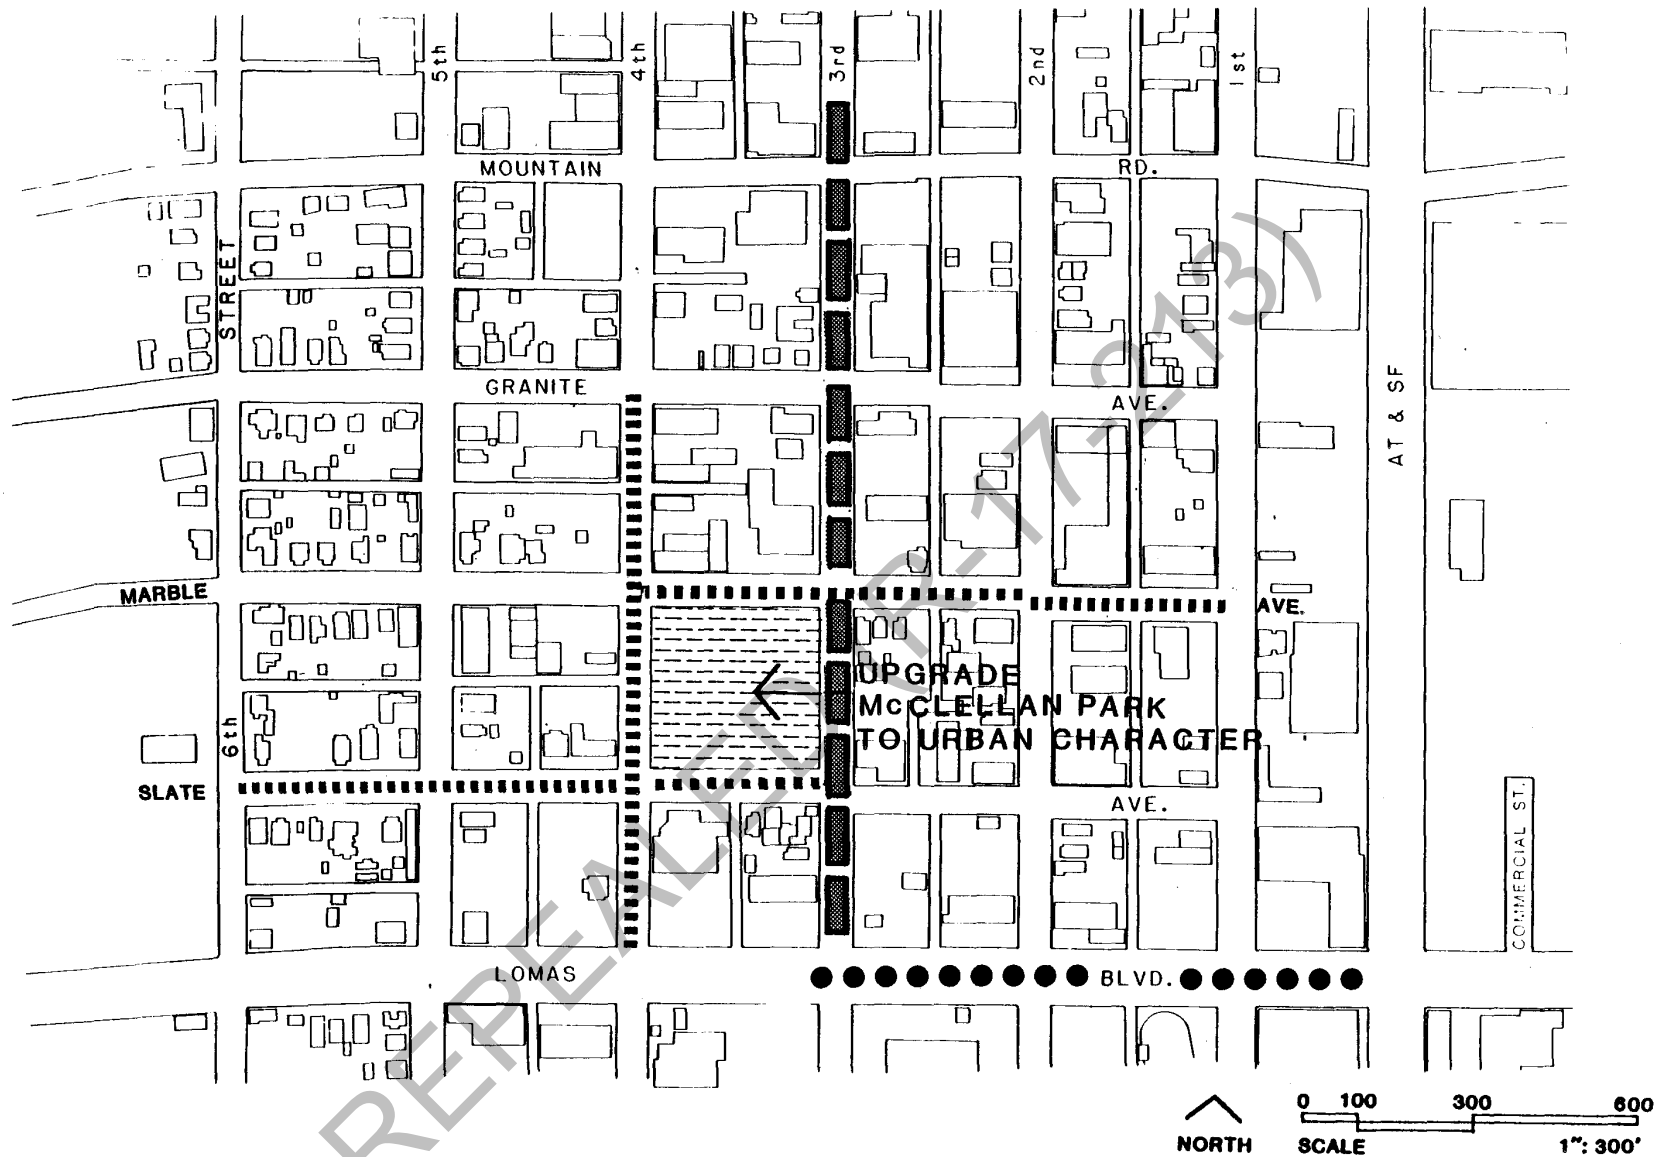 5th
4th
3rd
2nd
1st
MOUNTAIN
RD.
STREET
GRANITE
AVE.
AT & SF
MARBLE
AVE.
UPGRADE
McCLELLAN PARK
TO URBAN CHARACTER
6th
SLATE
AVE.
COMMERCIAL ST.
LOMAS
BLVD.
REPEALED (R-17-213)
0 100 300 600
NORTH SCALE 1": 300'